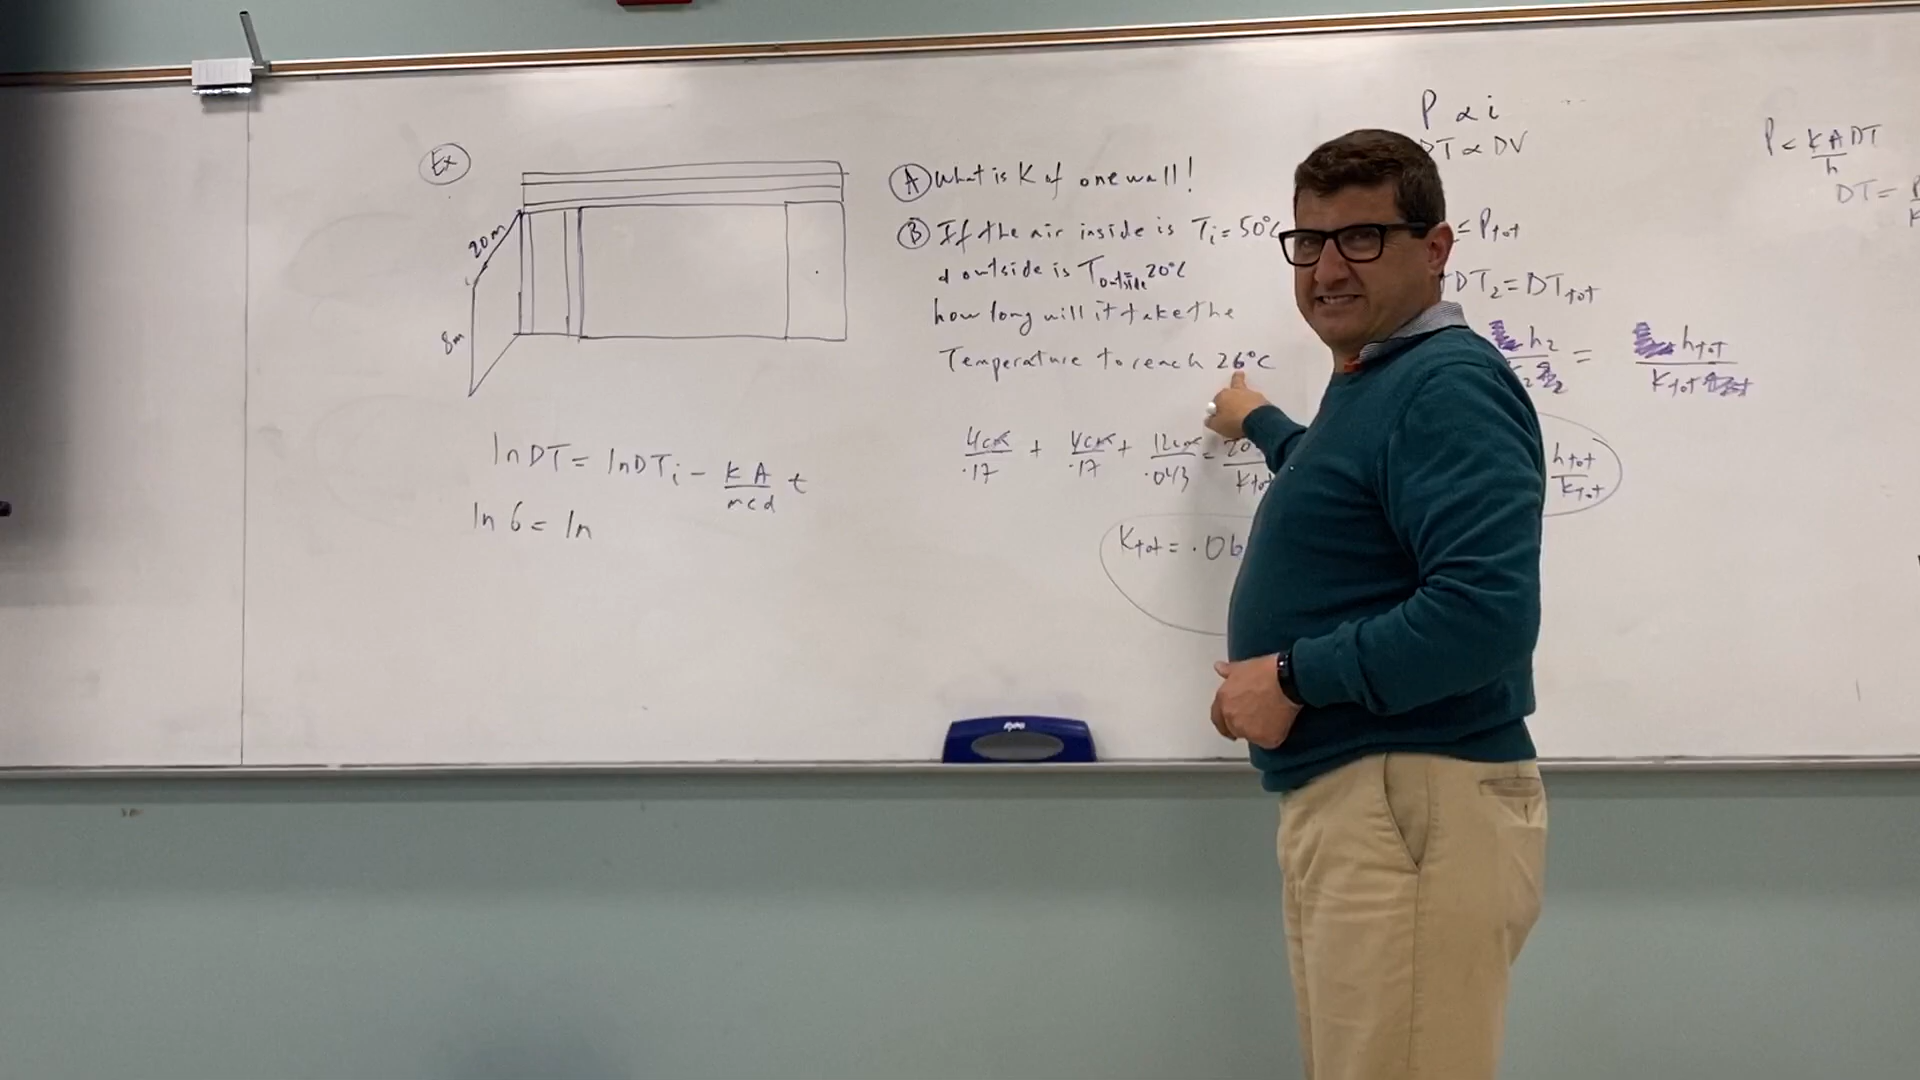 Ex
20m
8m
(A) What is K of one wall!
(B) If the air inside is Ti = 50°C
& outside is Toutside 20°C
how long will it take the
Temperature to reach 26°C
ln DT = ln DTi - KA/mcd t
ln 6 = ln
4cm/.17 + 4cm/.17 + 12cm/.043 = 20
Ktot
Ktot = .06
P ∝ i
DT ∝ DV
= Ptot
DT2 = DTtot
h2 = htot
Ktot
htot/Ktot
KADT
h
DT =
expo